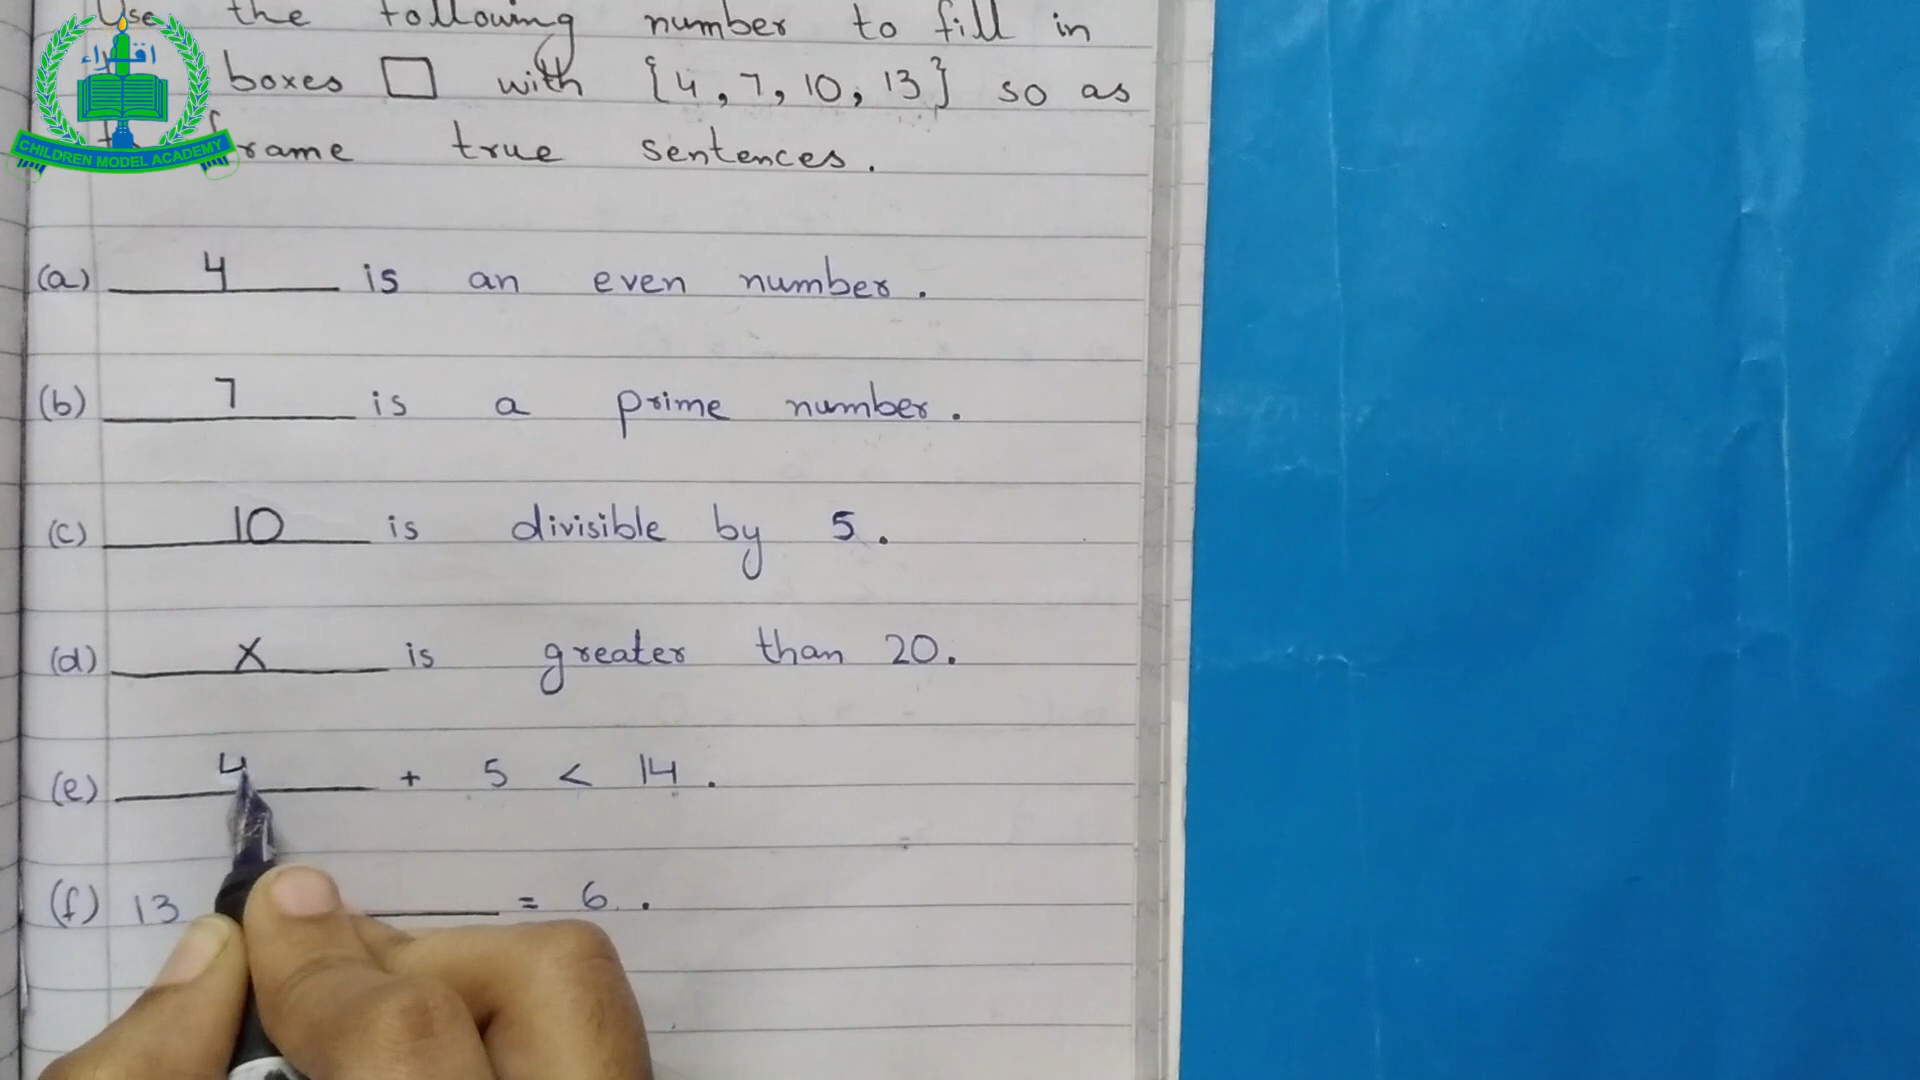 Use the following number to fill in
boxes □ with {4, 7, 10, 13} so as
frame true sentences.
اقراء
CHILDREN MODEL ACADEMY
(a) 4 is an even number.
(b) 7 is a prime number.
(c) 10 is divisible by 5.
(d) x is greater than 20.
(e) 4 + 5 < 14.
(f) 13 ____ = 6.